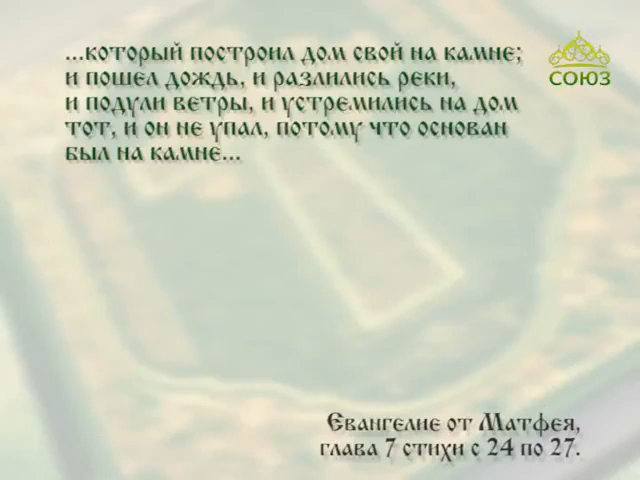 ...который построил дом свой на камне;
и пошел дождь, и разлились реки,
и подули ветры, и устремились на дом
тот, и он не упал, потому что основан
был на камне...
СОЮЗ
Евангелие от Матфея,
глава 7 стихи с 24 по 27.